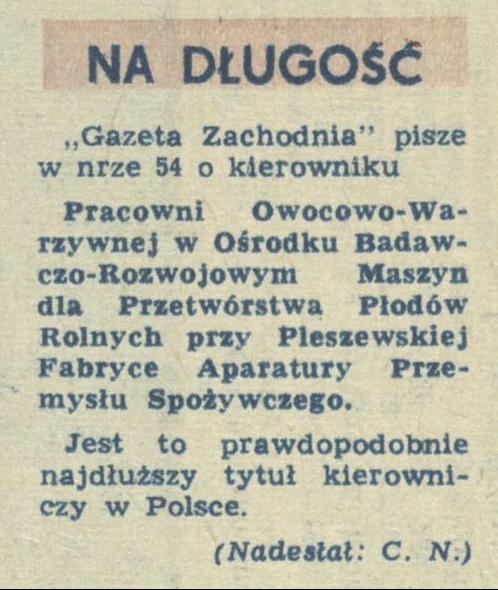 NA DŁUGOŚĆ
„Gazeta Zachodnia” pisze
w nrze 54 o kierowniku
Pracowni Owocowo-Wa-
rzywnej w Ośrodku Badaw-
czo-Rozwojowym Maszyn
dla Przetwórstwa Płodów
Rolnych przy Pleszewskiej
Fabryce Aparatury Prze-
mysłu Spożywczego.
Jest to prawdopodobnie
najdłuższy tytuł kierowni-
czy w Polsce.
(Nadesłał: C. N.)